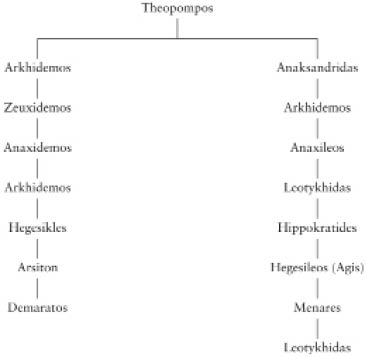 Theopompos
Arkhidemos Anaksandridas
Zeuxidemos Arkhidemos
Anaxidemos Anaxileos
Arkhidemos Leotykhidas
Hegesikles Hippokratides
Arsiton Hegesileos (Agis)
Demaratos Menares
Leotykhidas